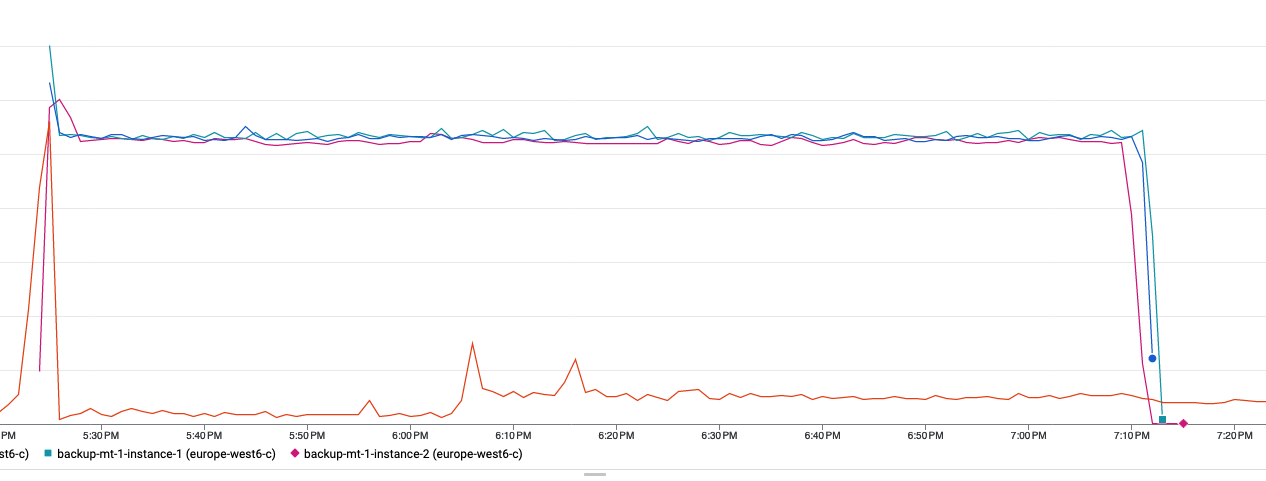 PM 5:30 PM 5:40 PM 5:50 PM 6:00 PM 6:10 PM 6:20 PM 6:30 PM 6:40 PM 6:50 PM 7:00 PM 7:10 PM 7:20 PM
st6-c) backup-mt-1-instance-1 (europe-west6-c) backup-mt-1-instance-2 (europe-west6-c)